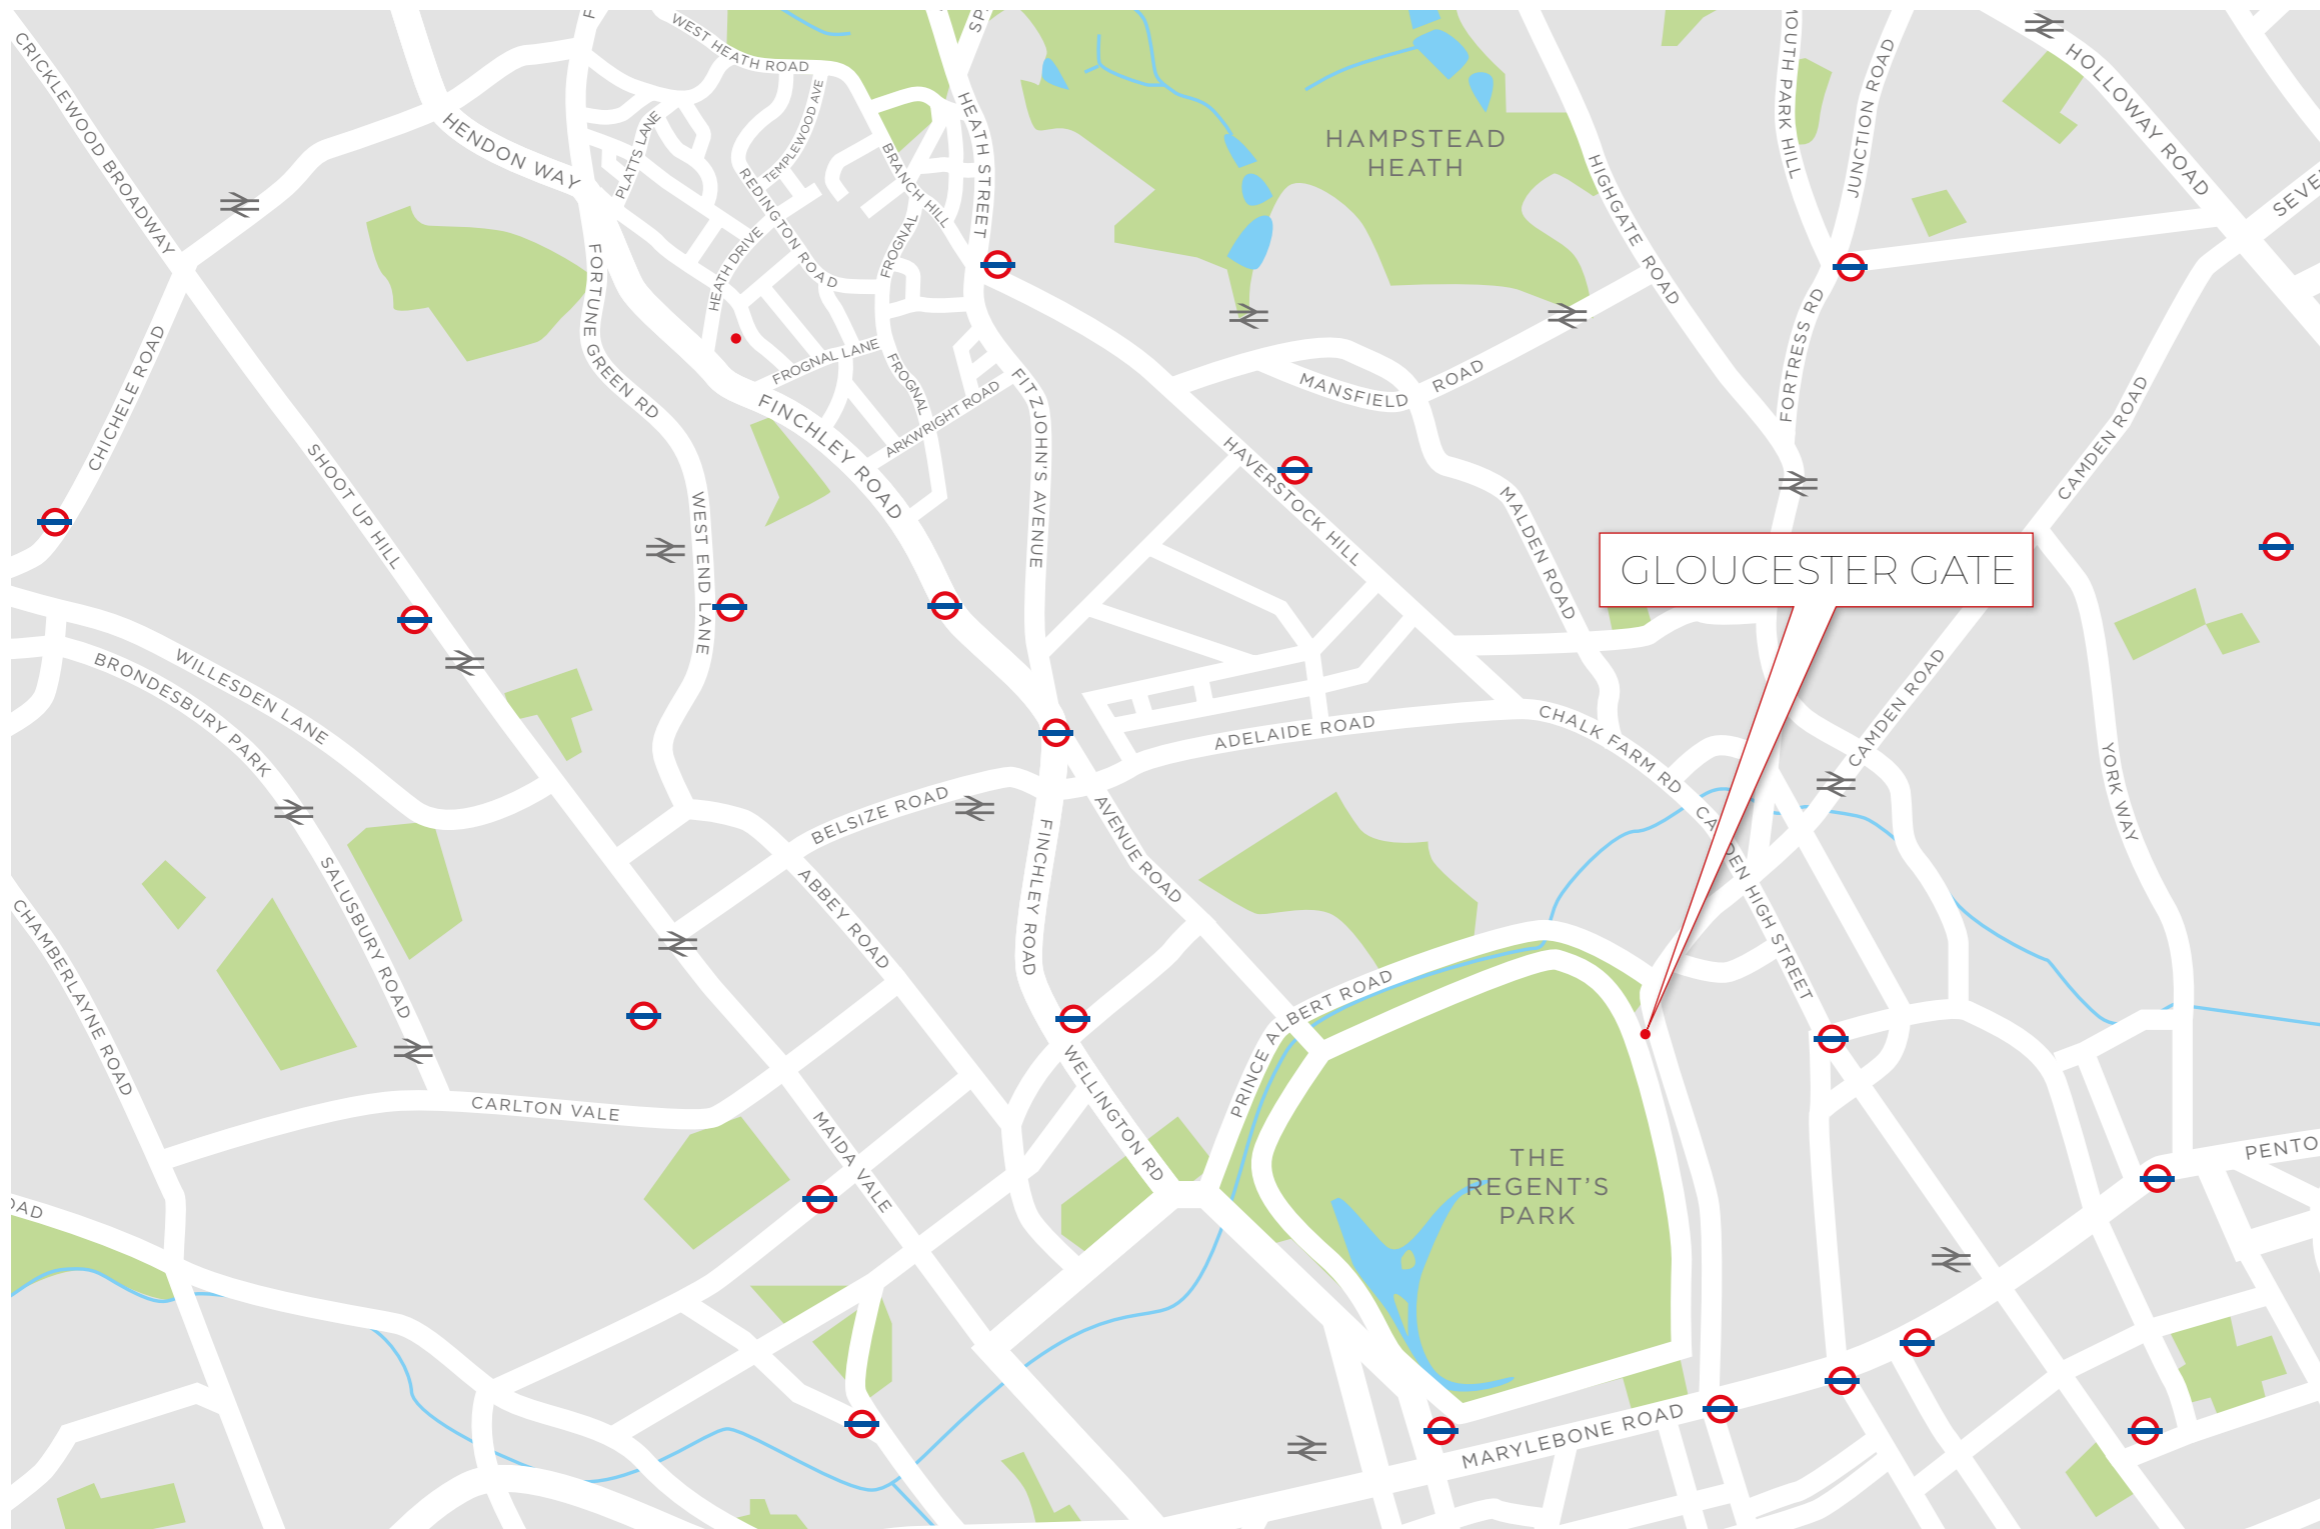 CRICKLEWOOD BROADWAY
WEST HEATH ROAD
HENDON WAY
PLATTS LANE
TEMPLEWOOD AVE
REDINGTON ROAD
BRANCH HILL
HEATH STREET
HEATH DRIVE
FROGNAL
HAMPSTEAD
HEATH
HIGHGATE ROAD
JUNCTION ROAD
HOLLOWAY ROAD
PARK HILL
FORTUNE GREEN RD
CHICHELE ROAD
SHOOT UP HILL
FROGNAL LANE
FROGNAL
ARKWRIGHT ROAD
FINCHLEY ROAD
FITZJOHN'S AVENUE
MANSFIELD ROAD
FORTRESS RD
CAMDEN ROAD
HAVERSTOCK HILL
MALDEN ROAD
WEST END LANE
GLOUCESTER GATE
WILLESDEN LANE
BRONDESBURY PARK
ADELAIDE ROAD
CHALK FARM RD
CAMDEN ROAD
YORK WAY
BELSIZE ROAD
AVENUE ROAD
FINCHLEY ROAD
ABBEY ROAD
SALUSBURY ROAD
CHAMBERLAYNE ROAD
HIGH STREET
PRINCE ALBERT ROAD
WELLINGTON RD
CARLTON VALE
MAIDA VALE
THE
REGENT'S
PARK
MARYLEBONE ROAD
PENTO
OAD